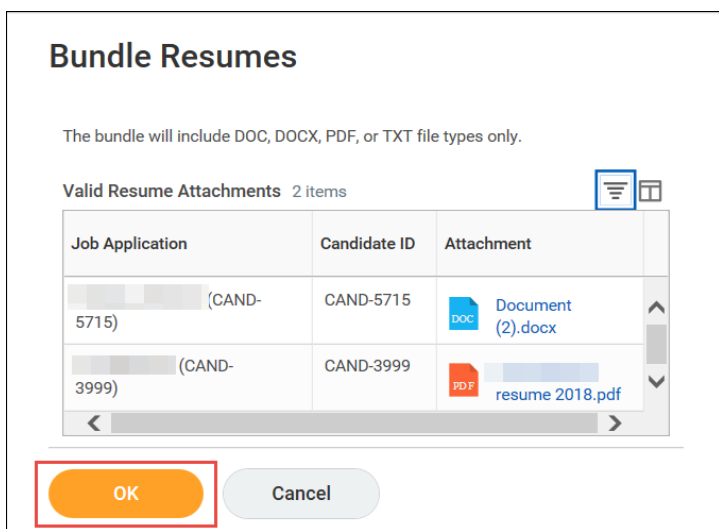 Bundle Resumes
The bundle will include DOC, DOCX, PDF, or TXT file types only.
Valid Resume Attachments 2 items
Job Application Candidate ID Attachment
(CAND-
5715)
CAND-5715
DOC
Document
(2).docx
(CAND-
3999)
CAND-3999
PDF
resume 2018.pdf
OK Cancel